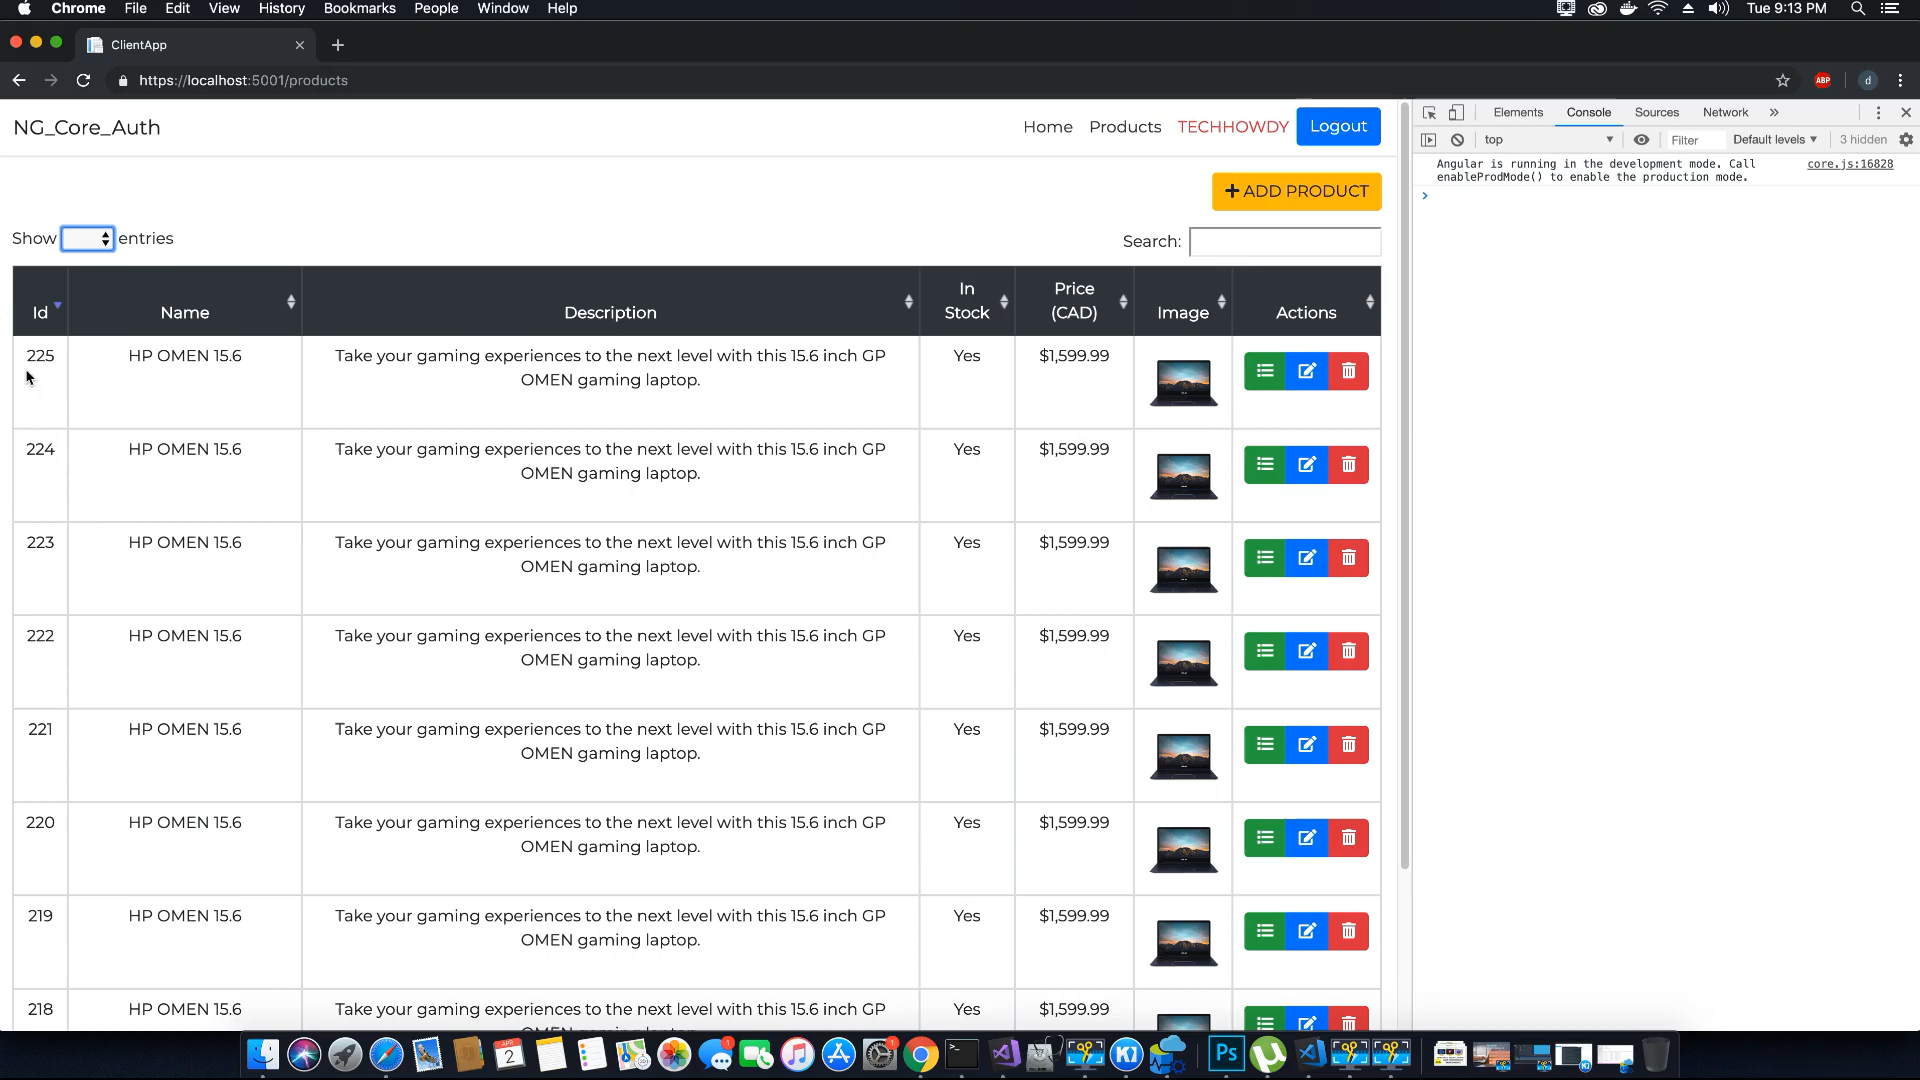 Chrome File Edit View History Bookmarks People Window Help Tue 9:13 PM
ClientApp
https://localhost:5001/products ABP d
NG_Core_Auth Home Products TECHHOWDY Logout
Elements Console Sources Network
top Filter Default levels 3 hidden
Angular is running in the development mode. Call core.js:16828
enableProdMode() to enable the production mode.
ADD PRODUCT
Show entries Search:
Id Name Description In Stock Price (CAD) Image Actions
225 HP OMEN 15.6 Take your gaming experiences to the next level with this 15.6 inch GP Yes $1,599.99
OMEN gaming laptop.
224 HP OMEN 15.6 Take your gaming experiences to the next level with this 15.6 inch GP Yes $1,599.99
OMEN gaming laptop.
223 HP OMEN 15.6 Take your gaming experiences to the next level with this 15.6 inch GP Yes $1,599.99
OMEN gaming laptop.
222 HP OMEN 15.6 Take your gaming experiences to the next level with this 15.6 inch GP Yes $1,599.99
OMEN gaming laptop.
221 HP OMEN 15.6 Take your gaming experiences to the next level with this 15.6 inch GP Yes $1,599.99
OMEN gaming laptop.
220 HP OMEN 15.6 Take your gaming experiences to the next level with this 15.6 inch GP Yes $1,599.99
OMEN gaming laptop.
219 HP OMEN 15.6 Take your gaming experiences to the next level with this 15.6 inch GP Yes $1,599.99
OMEN gaming laptop.
218 HP OMEN 15.6 Take your gaming experiences to the next level with this 15.6 inch GP Yes $1,599.99
OMEN gaming laptop.
APR 2 1 1 KI Ps